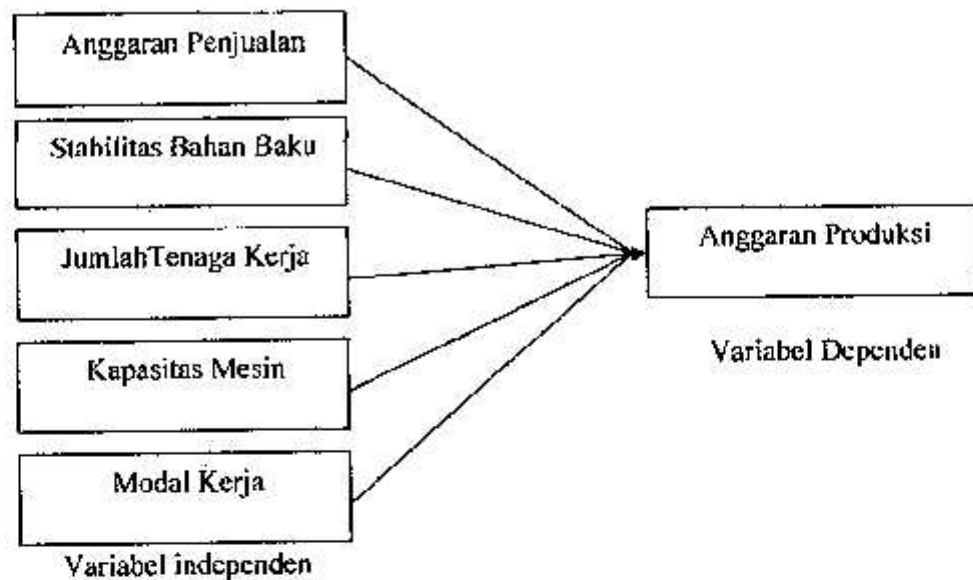 Anggaran Penjualan
Stabilitas Bahan Baku
JumlahTenaga Kerja
Kapasitas Mesin
Modal Kerja
Variabel independen
Anggaran Produksi
Variabel Dependen